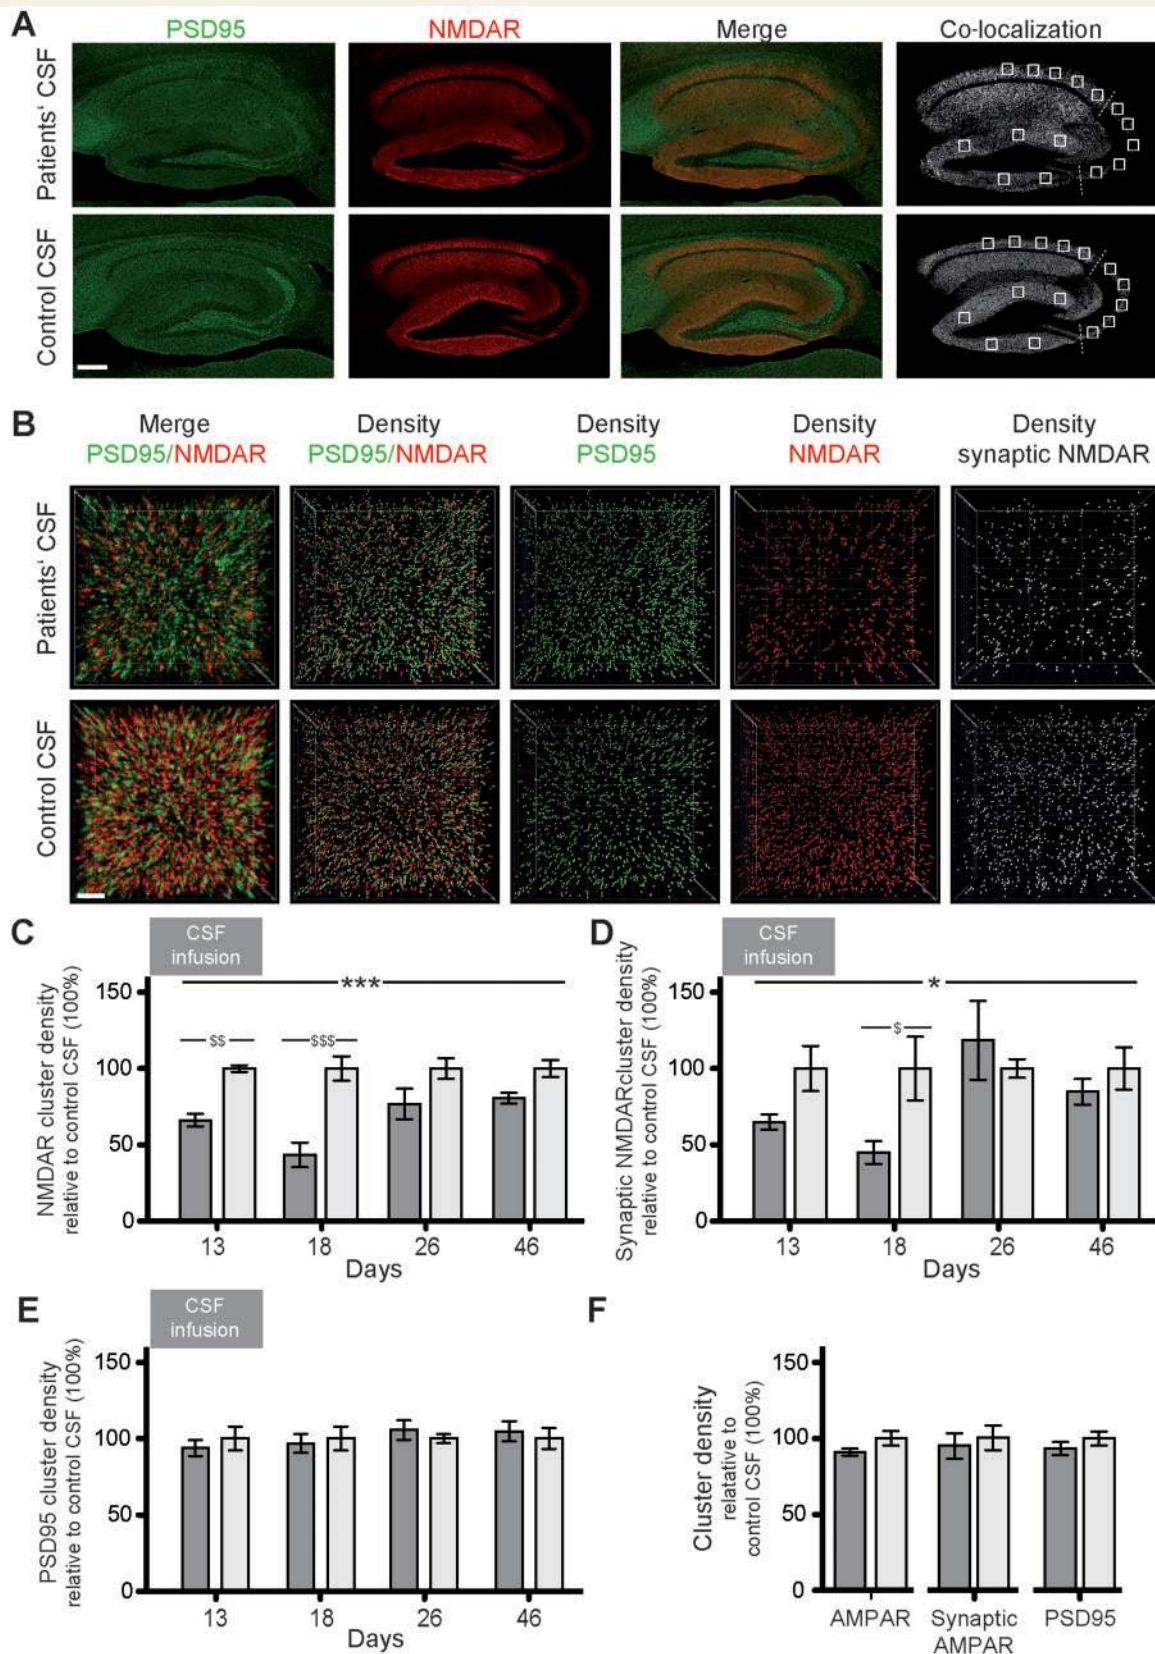 A
PSD95 NMDAR Merge Co-localization
Patients' CSF
Control CSF
B
Merge Density Density Density Density
PSD95/NMDAR PSD95/NMDAR PSD95 NMDAR synaptic NMDAR
Patients' CSF
Control CSF
C
CSF
infusion
NMDAR cluster density
relative to control CSF (100%)
150
100
50
0
***
$$ $$$
13 18 26 46
Days
D
CSF
infusion
Synaptic NMDARcluster density
relative to control CSF (100%)
150
100
50
0
*
$
13 18 26 46
Days
E
CSF
infusion
PSD95 cluster density
relative to control CSF (100%)
150
100
50
0
13 18 26 46
Days
F
Cluster density
relatative to
control CSF (100%)
150
100
50
0
AMPAR Synaptic PSD95
AMPAR